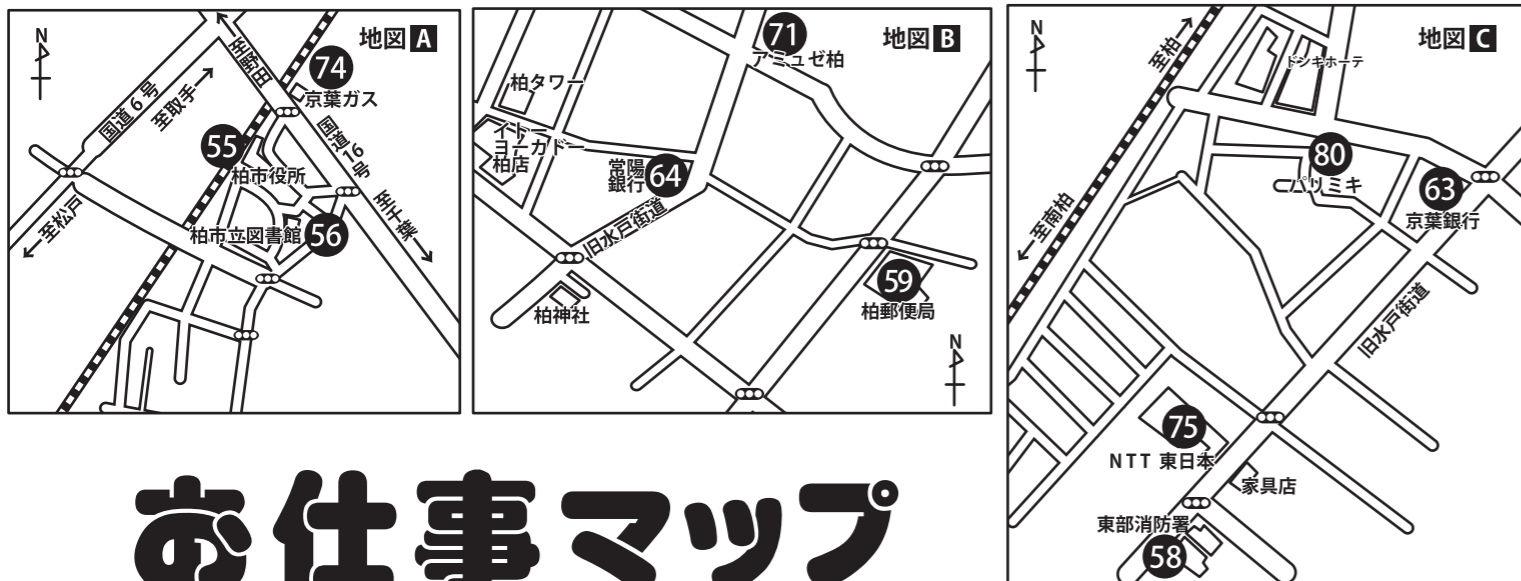 N
地図 A
国道6号
至取手
至野田
74
京葉ガス
国道16号
55
柏市役所
至松戸
柏市立図書館 56
至千葉
71
アミュゼ柏
地図 B
柏タワー
イトー
ヨーカドー
柏店
常陽
銀行 64
旧水戸街道
柏神社
59
柏郵便局
N
N
至柏
地図 C
ドンキホーテ
80
パリミキ
63
京葉銀行
至南柏
旧水戸街道
75
NTT 東日本
家具店
東部消防署
58
お仕事マップ